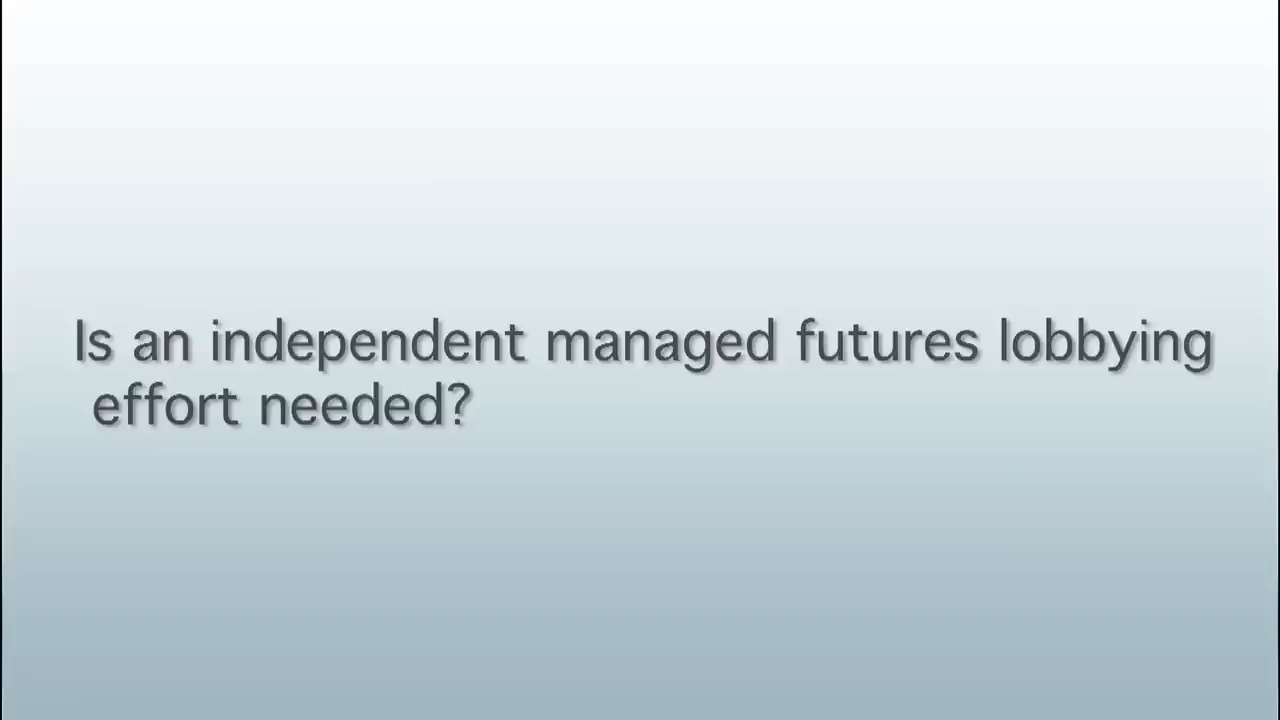 Is an independent managed futures lobbying
effort needed?